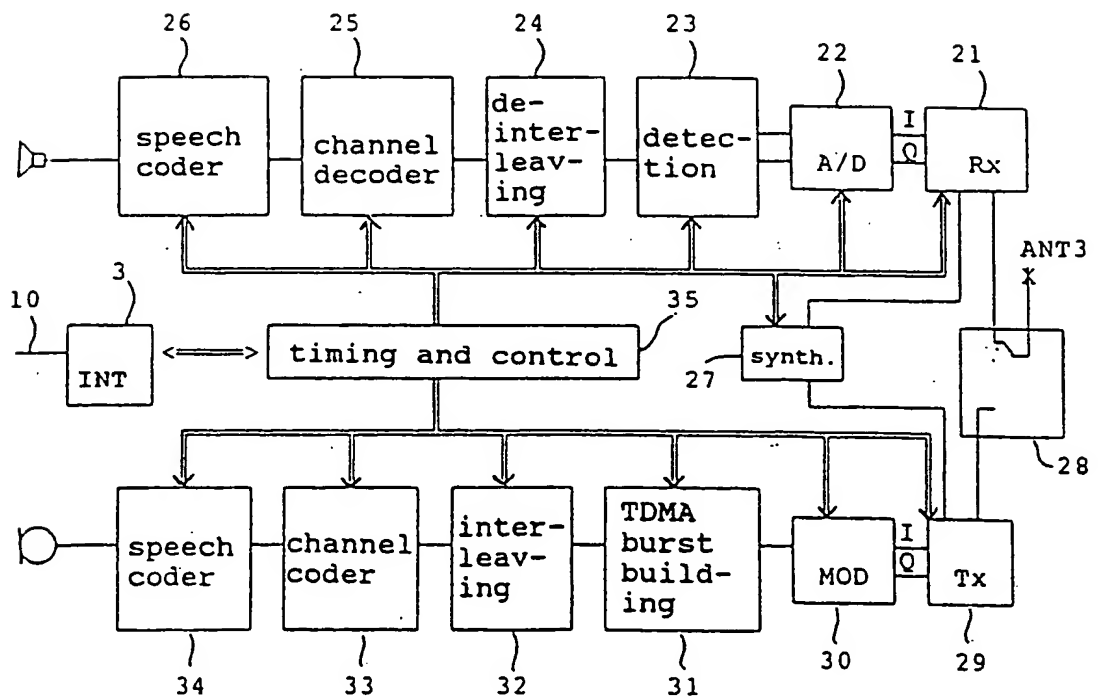 26 25 24 23 22 21
speech
coder
channel
decoder
de-
inter-
leav-
ing
detec-
tion
A/D
I
Q
Rx
ANT3
10
3
INT
timing and control
35
27
synth.
28
speech
coder
channel
coder
inter-
leav-
ing
TDMA
burst
build-
ing
MOD
I
Q
Tx
34 33 32 31 30 29